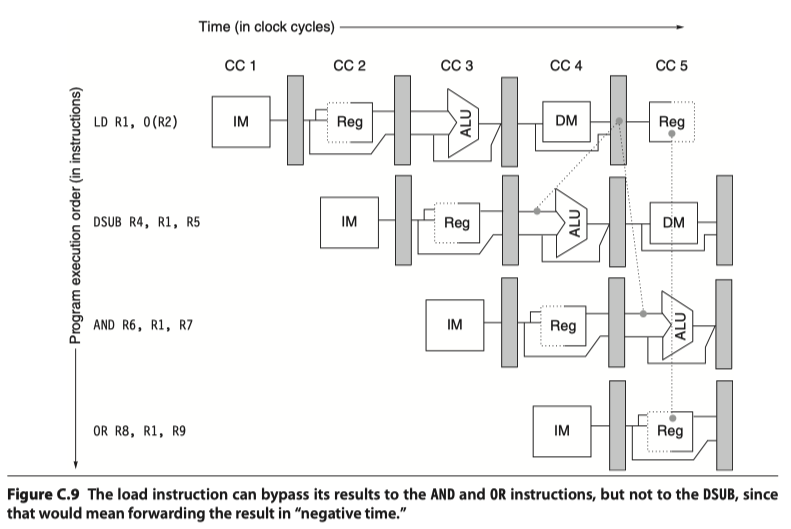 Time (in clock cycles)
CC 1 CC 2 CC 3 CC 4 CC 5
Program execution order (in instructions)
LD R1, 0(R2) IM Reg ALU DM Reg
DSUB R4, R1, R5 IM Reg ALU DM
AND R6, R1, R7 IM Reg ALU
OR R8, R1, R9 IM Reg
Figure C.9 The load instruction can bypass its results to the AND and OR instructions, but not to the DSUB, since
that would mean forwarding the result in “negative time.”